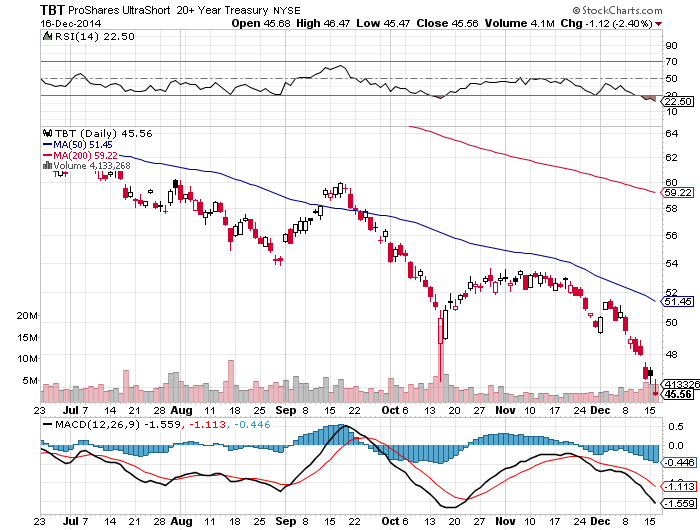 TBT ProShares UltraShort 20+ Year Treasury NYSE © StockCharts.com
16-Dec-2014 Open 45.68 High 46.47 Low 45.47 Close 45.56 Volume 4.1M Chg -1.12 (-2.40%)
RSI(14) 22.50
90
70
50
30
22.50
10
TBT (Daily) 45.56
MA(50) 51.45
MA(200) 59.22
Volume 4,133,268
64
62
60
59.22
58
56
54
52
51.45
50
48
20M
15M
10M
5M
413326
45.56
23 Jul 7 14 21 28 Aug 11 18 25 Sep 8 15 22 Oct 6 13 20 27 Nov 10 17 24 Dec 8 15
MACD(12,26,9) -1.559, -1.113, -0.446
0.5
0.0
-0.446
-1.113
-1.559
23 Jul 7 14 21 28 Aug 11 18 25 Sep 8 15 22 Oct 6 13 20 27 Nov 10 17 24 Dec 8 15